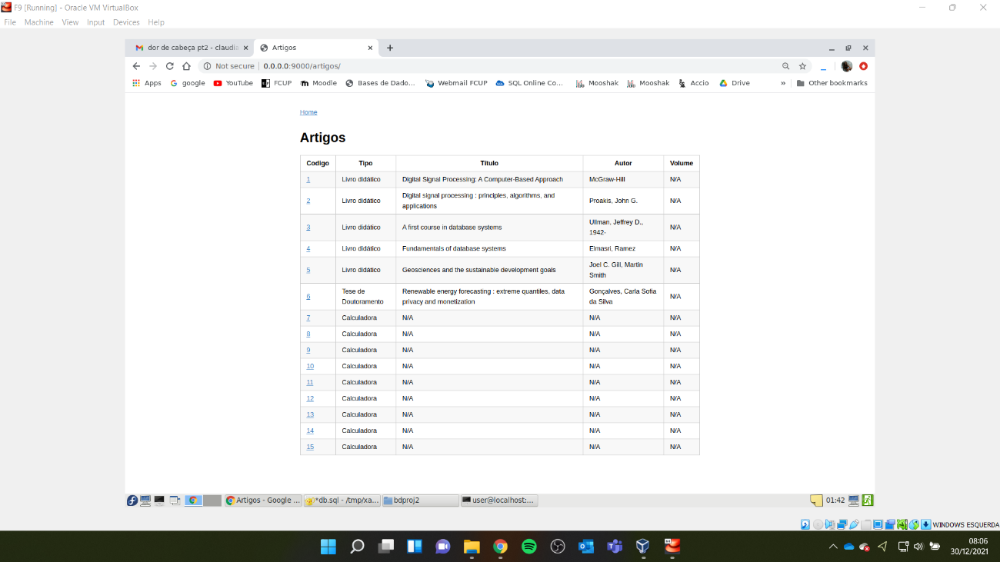 F9 [Running] - Oracle VM VirtualBox
File Machine View Input Devices Help
dor de cabeça pt2 - claudia
Artigos
Not secure 0.0.0.0:9000/artigos/
Apps google YouTube FCUP Moodle Bases de Dado... Webmail FCUP SQL Online Co... Mooshak Mooshak Accio Drive » Other bookmarks
Home
Artigos
Codigo Tipo Título Autor Volume
1 Livro didático Digital Signal Processing: A Computer-Based Approach McGraw-Hill N/A
2 Livro didático Digital signal processing : principles, algorithms, and applications Proakis, John G. N/A
3 Livro didático A first course in database systems Ullman, Jeffrey D., 1942- N/A
4 Livro didático Fundamentals of database systems Elmasri, Ramez N/A
5 Livro didático Geosciences and the sustainable development goals Joel C. Gill, Martin Smith N/A
6 Tese de Doutoramento Renewable energy forecasting : extreme quantiles, data privacy and monetization Gonçalves, Carla Sofia da Silva N/A
7 Calculadora N/A N/A N/A
8 Calculadora N/A N/A N/A
9 Calculadora N/A N/A N/A
10 Calculadora N/A N/A N/A
11 Calculadora N/A N/A N/A
12 Calculadora N/A N/A N/A
13 Calculadora N/A N/A N/A
14 Calculadora N/A N/A N/A
15 Calculadora N/A N/A N/A
Artigos - Google ... *db.sql - /tmp/xa... bdproj2 user@localhost:... 01:42
WINDOWS ESQUERDA
08:06
30/12/2021